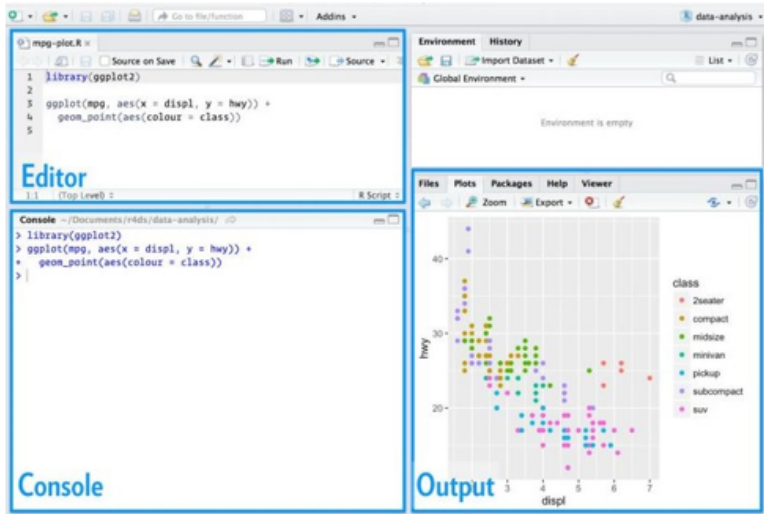 Go to file/function
Addins
data-analysis
mpg-plot.R
Source on Save
Run
Source
1 library(ggplot2)
2
3 ggplot(mpg, aes(x = displ, y = hwy)) +
4 geom_point(aes(colour = class))
5
Editor
1:1 (Top Level) R Script
Console ~/Documents/r4ds/data-analysis/
> library(ggplot2)
> ggplot(mpg, aes(x = displ, y = hwy)) +
+ geom_point(aes(colour = class))
>
Console
Environment History
Import Dataset List
Global Environment
Environment is empty
Files Plots Packages Help Viewer
Zoom Export
40
30
20
hwy
3 4 5 6 7
displ
class
2seater
compact
midsize
minivan
pickup
subcompact
suv
Output